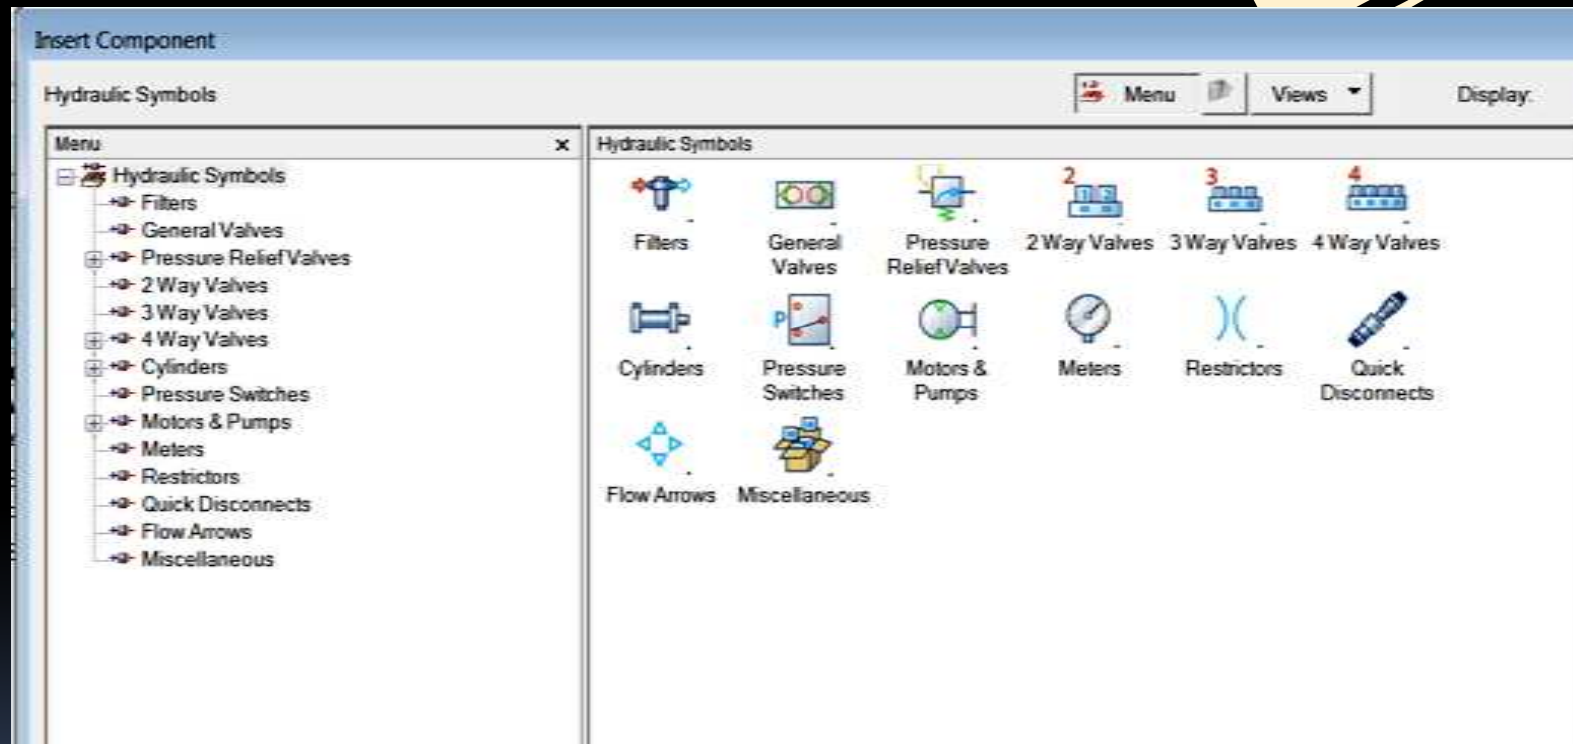 Insert Component
Hydraulic Symbols
Menu
Views
Display:
Menu
x
Hydraulic Symbols
Filters
General Valves
Pressure Relief Valves
2 Way Valves
3 Way Valves
4 Way Valves
Cylinders
Pressure Switches
Motors & Pumps
Meters
Restrictors
Quick Disconnects
Flow Arrows
Miscellaneous
Hydraulic Symbols
2
1 2
3
4
Filters
General
Valves
Pressure
Relief Valves
2 Way Valves
3 Way Valves
4 Way Valves
P
Cylinders
Pressure
Switches
Motors &
Pumps
Meters
Restrictors
Quick
Disconnects
Flow Arrows
Miscellaneous